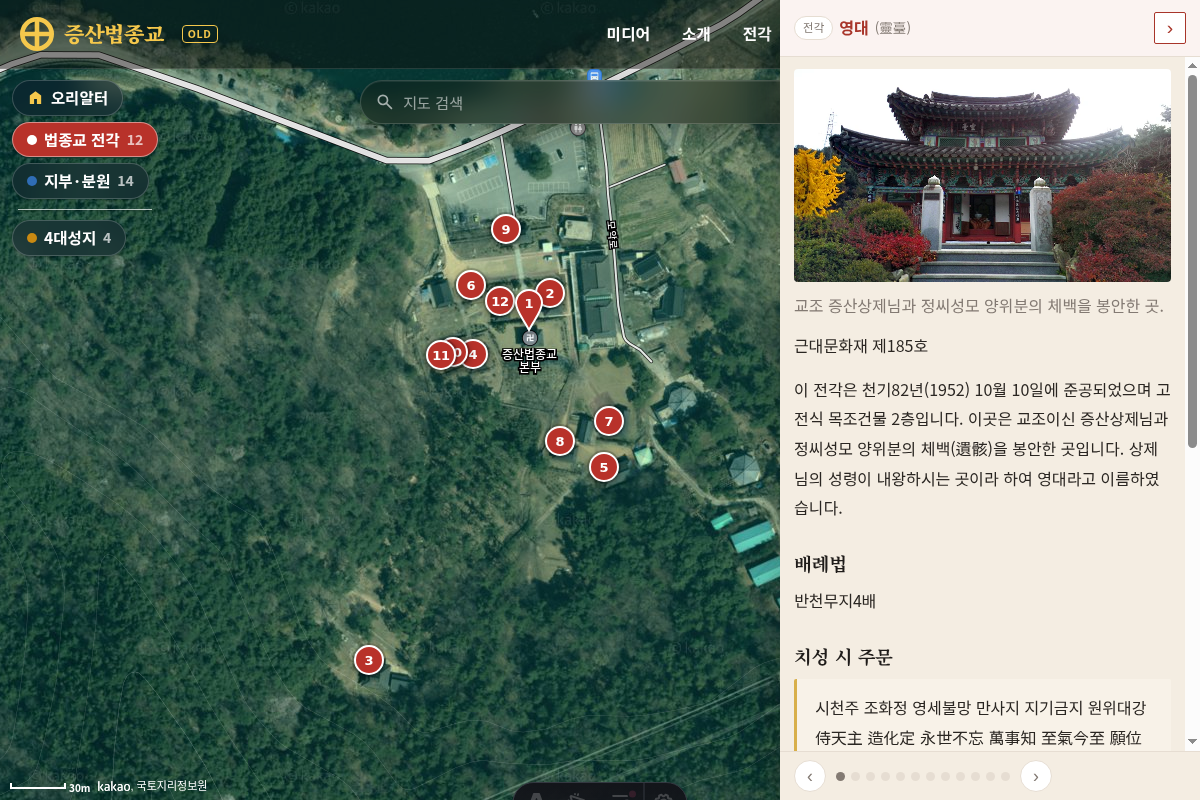 증산법종교 OLD
미디어 소개 전각
지도 검색
오리알터
법종교 전각 12
지부·분원 14
4대성지 4
9
6
12
1
2
11
4
증산법종교
본부
모악로
7
8
5
3
30m kakao. 국토지리정보원
전각 영대 (靈臺)
교조 증산상제님과 정씨성모 양위분의 체백을 봉안한 곳.
근대문화재 제185호
이 전각은 천기82년(1952) 10월 10일에 준공되었으며 고
전식 목조건물 2층입니다. 이곳은 교조이신 증산상제님과
정씨성모 양위분의 체백(遺骸)을 봉안한 곳입니다. 상제
님의 성령이 내왕하시는 곳이라 하여 영대라고 이름하였
습니다.
배례법
반천무지4배
치성 시 주문
시천주 조화정 영세불망 만사지 지기금지 원위대강
侍天主 造化定 永世不忘 萬事知 至氣今至 願位